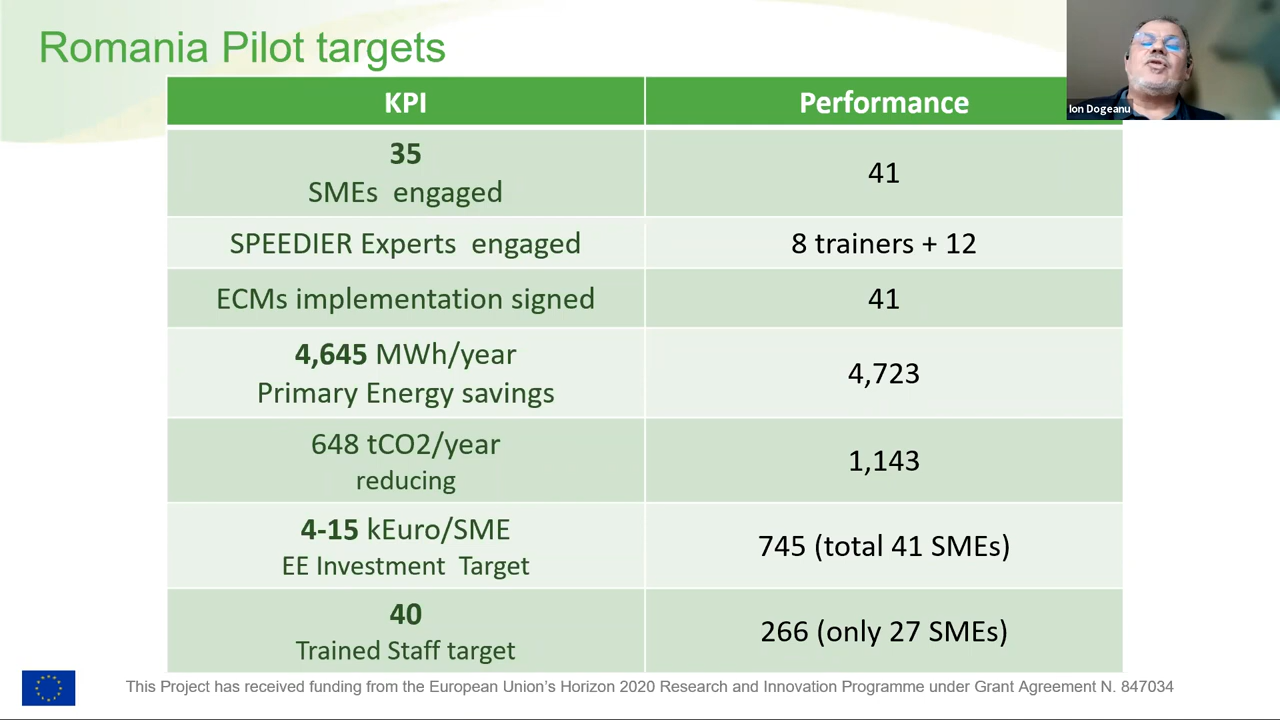 Romania Pilot targets
KPI
Performance
Ion Dogeanu
35
SMEs engaged
41
SPEEDIER Experts engaged
8 trainers + 12
ECMs implementation signed
41
4,645 MWh/year
Primary Energy savings
4,723
648 tCO2/year
reducing
1,143
4-15 kEuro/SME
EE Investment Target
745 (total 41 SMEs)
40
Trained Staff target
266 (only 27 SMEs)
This Project has received funding from the European Union’s Horizon 2020 Research and Innovation Programme under Grant Agreement N. 847034